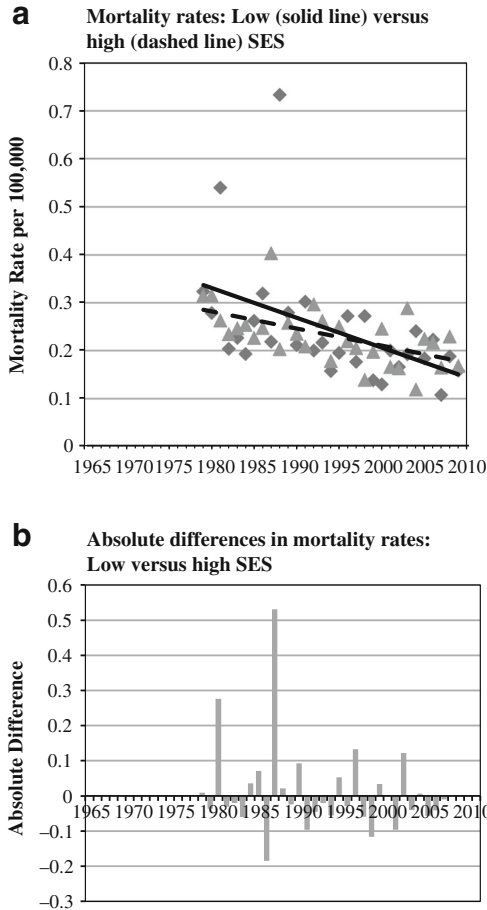 a
Mortality rates: Low (solid line) versus
high (dashed line) SES
Mortality Rate per 100,000
0.8
0.7
0.6
0.5
0.4
0.3
0.2
0.1
0
1965 1970 1975 1980 1985 1990 1995 2000 2005 2010
b
Absolute differences in mortality rates:
Low versus high SES
Absolute Difference
0.6
0.5
0.4
0.3
0.2
0.1
0
1965 1970 1975 1980 1985 1990 1995 2000 2005 2010
−0.1
−0.2
−0.3